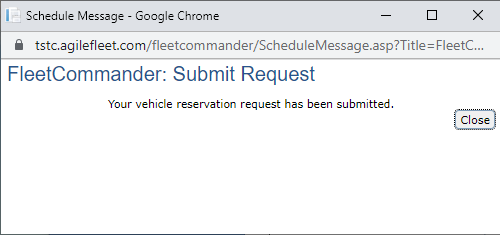 Schedule Message - Google Chrome
tstc.agilefleet.com/fleetcommander/ScheduleMessage.asp?Title=FleetC...
FleetCommander: Submit Request
Your vehicle reservation request has been submitted.
Close